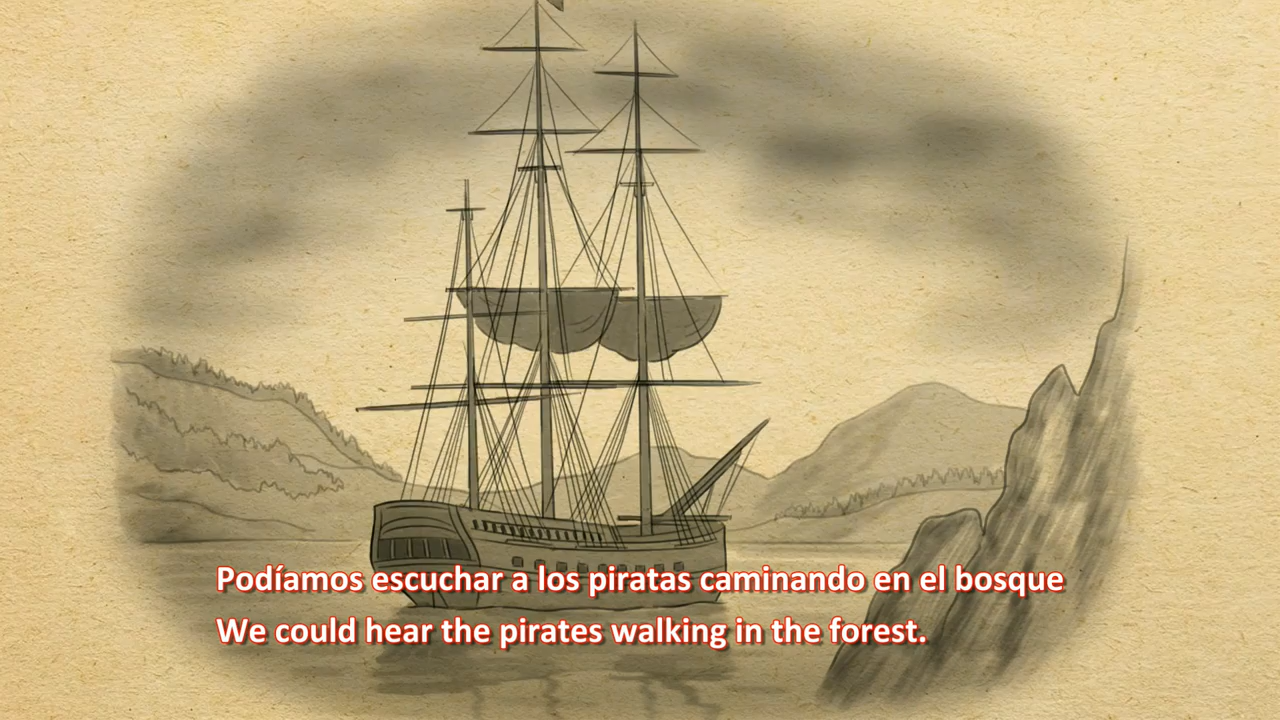 Podíamos escuchar a los piratas caminando en el bosque
We could hear the pirates walking in the forest.